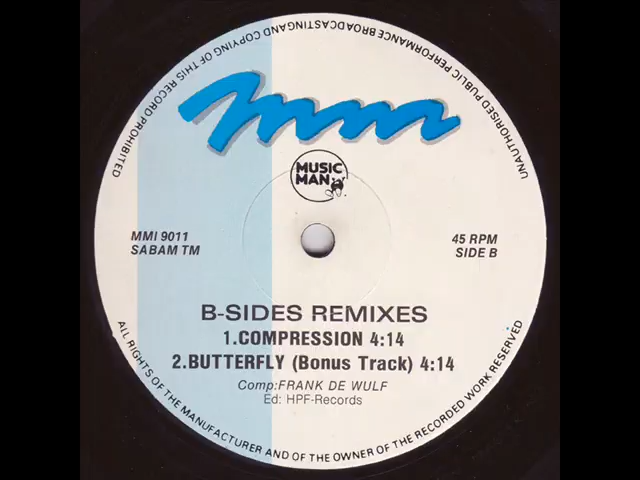 UNAUTHORISED PUBLIC PERFORMANCE BROADCASTING AND COPYING OF THIS RECORD PROHIBITED
mm
MUSIC
MAN
MMI 9011
SABAM TM
45 RPM
SIDE B
B-SIDES REMIXES
1.COMPRESSION 4:14
2.BUTTERFLY (Bonus Track) 4:14
Comp:FRANK DE WULF
Ed: HPF-Records
ALL RIGHTS OF THE MANUFACTURER AND OF THE OWNER OF THE RECORDED WORK RESERVED